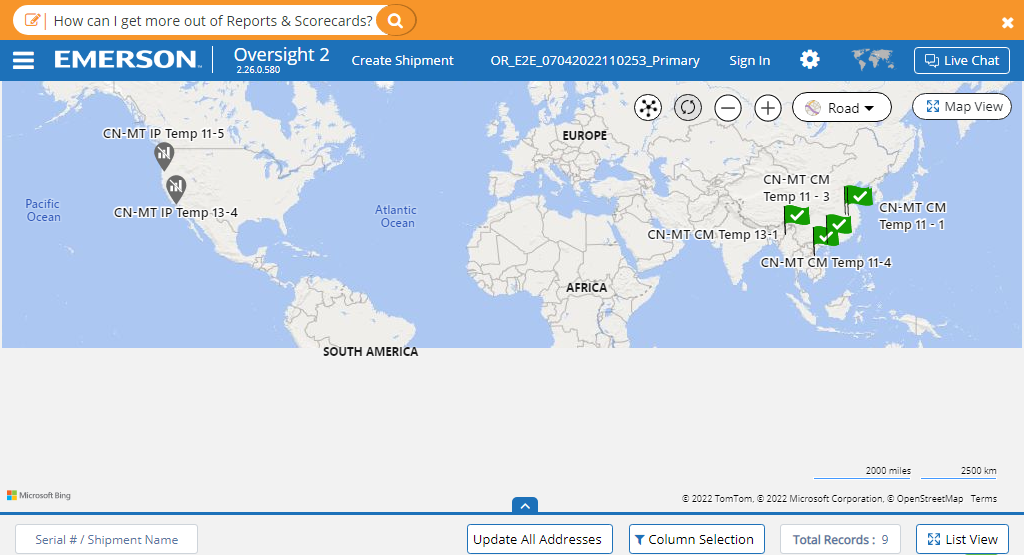 How can I get more out of Reports & Scorecards?
EMERSON.
Oversight 2
2.26.0.580
Create Shipment
OR_E2E_07042022110253_Primary
Sign In
Live Chat
Road
Map View
CN-MT IP Temp 11-5
CN-MT IP Temp 13-4
Pacific
Ocean
Atlantic
Ocean
EUROPE
AFRICA
SOUTH AMERICA
CN-MT CM
Temp 11 - 3
CN-MT CM
Temp 11 - 1
CN-MT CM Temp 13-1
CN-MT CM Temp 11-4
2000 miles
2500 km
Microsoft Bing
© 2022 TomTom, © 2022 Microsoft Corporation, © OpenStreetMap Terms
Serial # / Shipment Name
Update All Addresses
Column Selection
Total Records : 9
List View